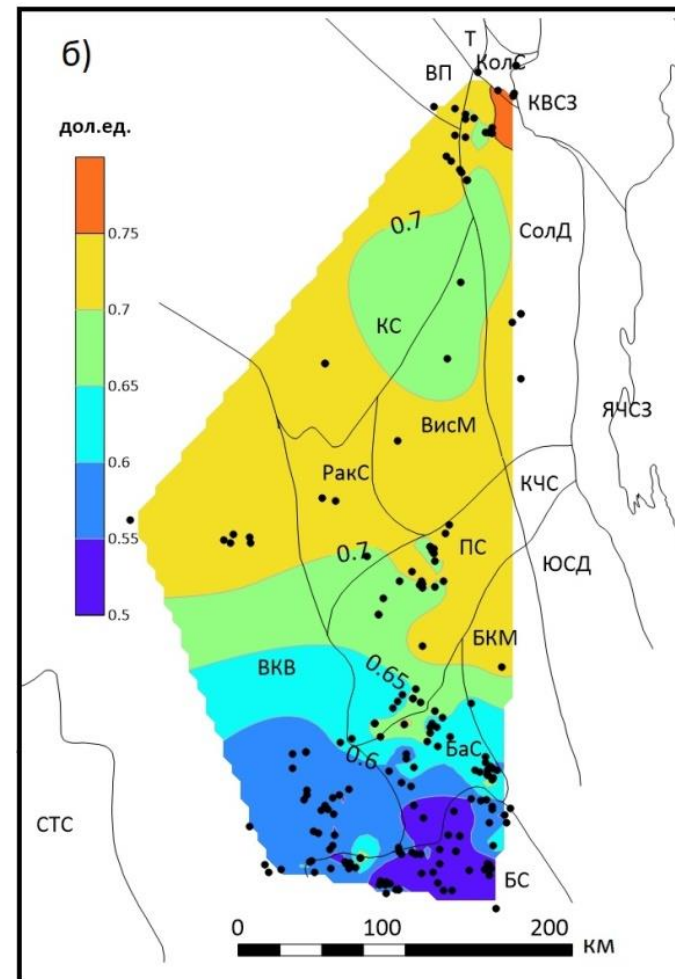 б)
Т
КолС
ВП
КВСЗ
дол.ед.
0.75
0.7
0.65
0.6
0.55
0.5
0.7
СолД
КС
ЯЧСЗ
ВисМ
РакС
КЧС
0.7
ПС
ЮСД
БКМ
ВКВ
0.65
0.6
БаС
СТС
БС
0 100 200
км